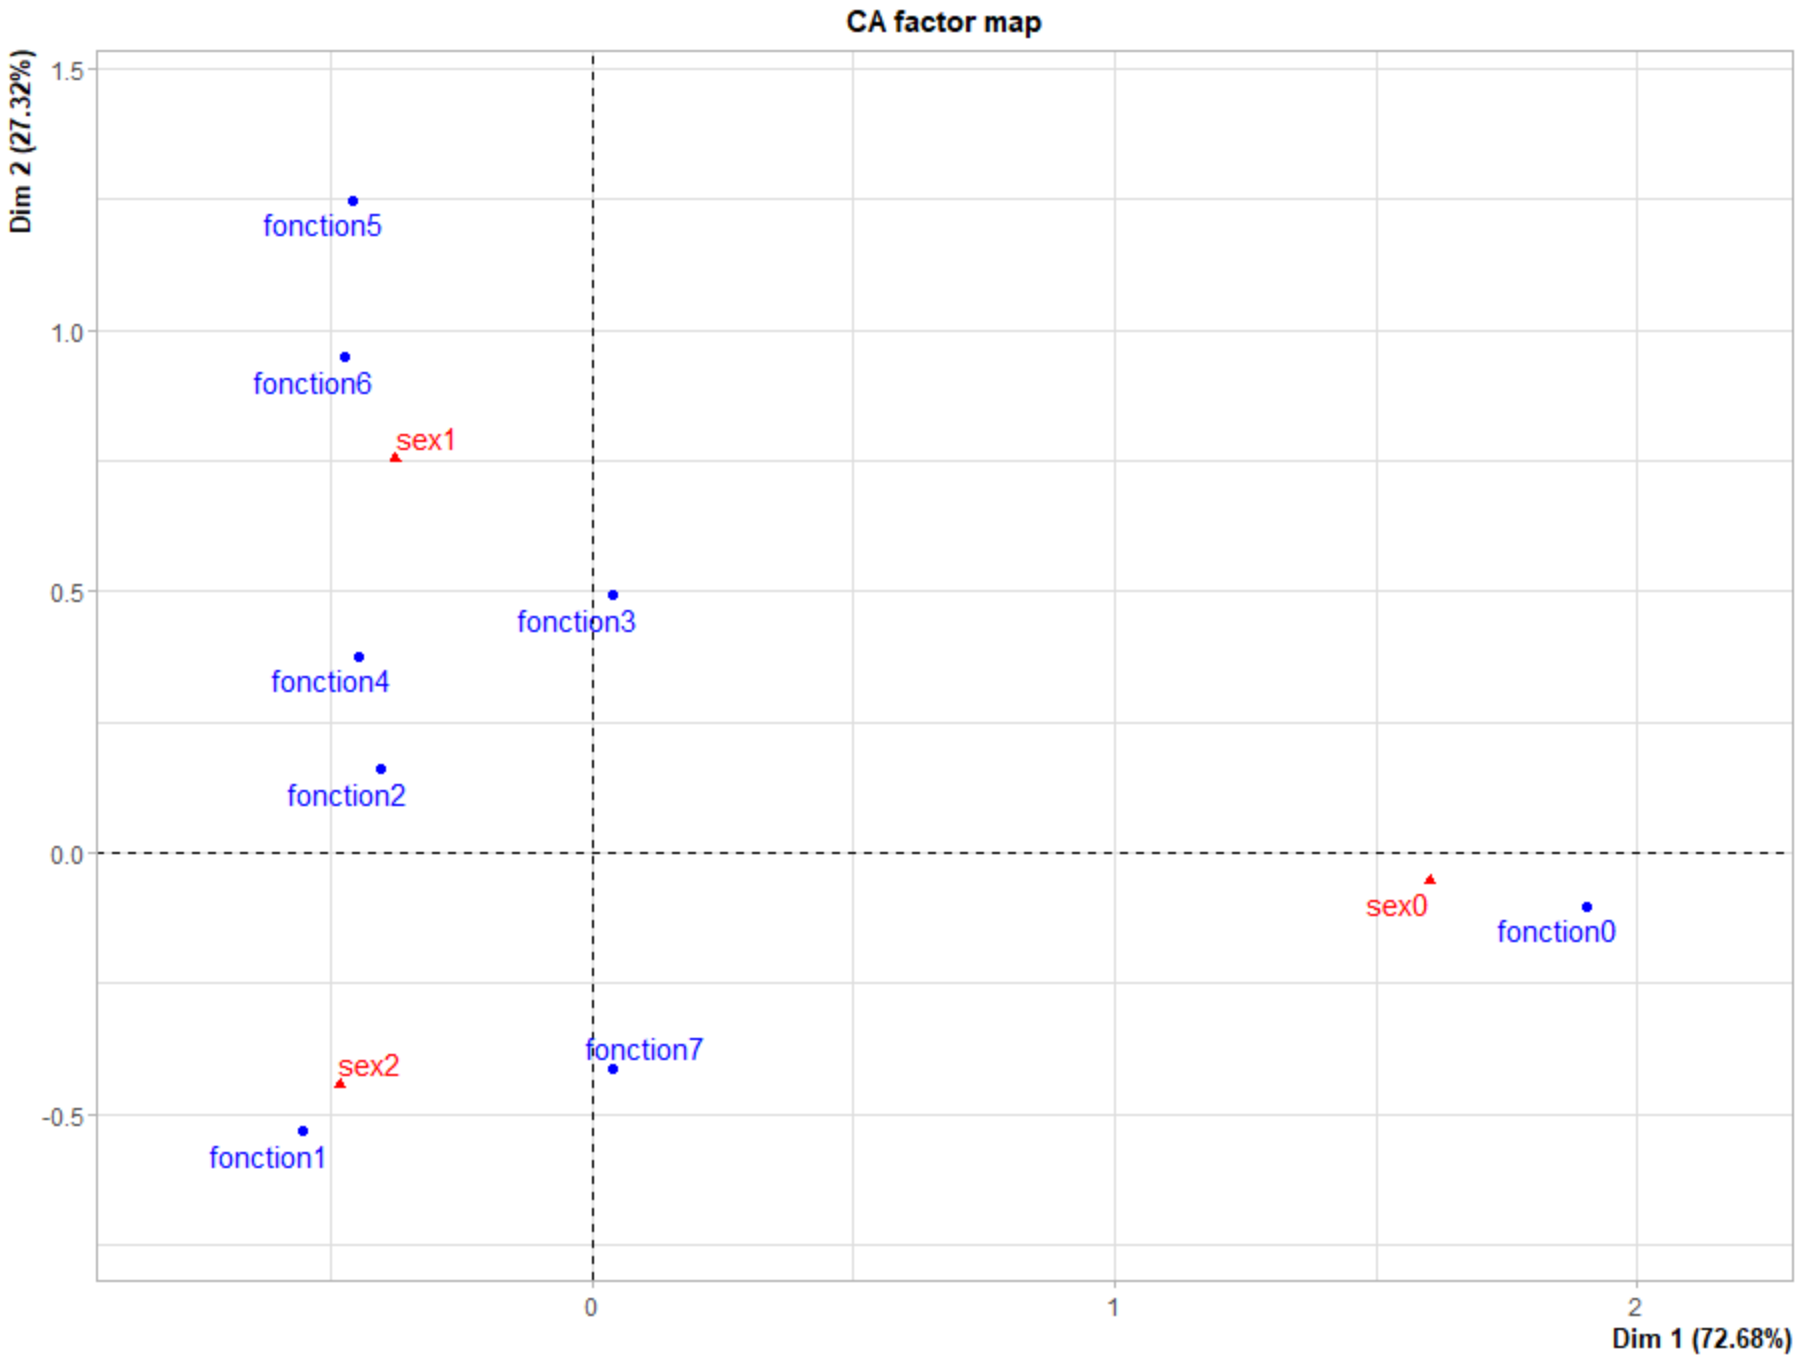 CA factor map
Dim 2 (27.32%)
1.5
1.0
0.5
0.0
-0.5
fonction5
fonction6
sex1
fonction3
fonction4
fonction2
sex0
fonction0
fonction7
sex2
fonction1
0
1
2
Dim 1 (72.68%)